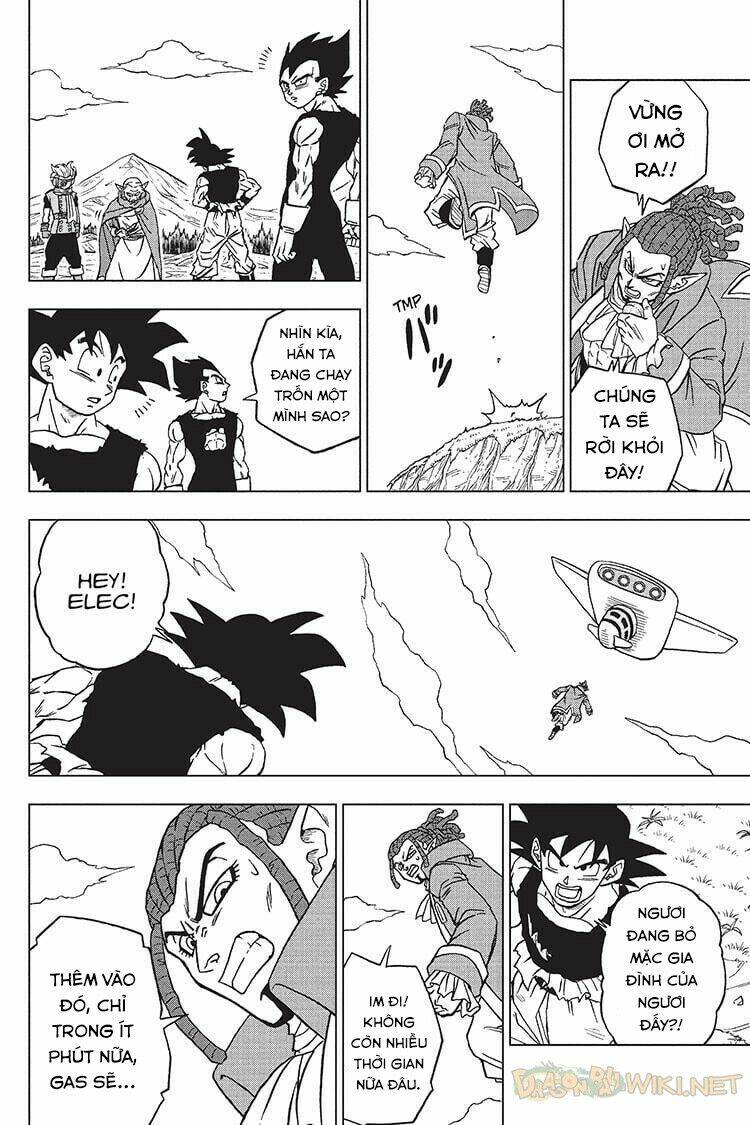 VỪNG
ƠI MỞ
RA!!
CHÚNG
TA SẼ
RỜI KHỎI
ĐÂY!
TMP
NHÌN KÌA,
HẮN TA
ĐANG CHẠY
TRỐN MỘT
MÌNH SAO?
HEY!
ELEC!
NGƯƠI
ĐANG BỎ
MẶC GIA
ĐÌNH CỦA
NGƯƠI
ĐẤY?!
IM ĐI!
KHÔNG
CÒN NHIỀU
THỜI GIAN
NỮA ĐÂU.
THÊM VÀO
ĐÓ, CHỈ
TRONG ÍT
PHÚT NỮA,
GAS SẼ...
DRAGONBALLWIKI.NET